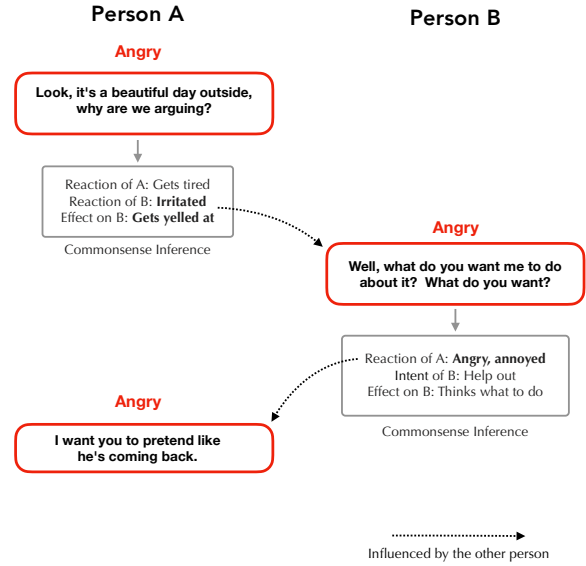 Person A
Person B
Angry
Look, it's a beautiful day outside,
why are we arguing?
Reaction of A: Gets tired
Reaction of B: Irritated
Effect on B: Gets yelled at
Commonsense Inference
Angry
Well, what do you want me to do
about it?  What do you want?
Reaction of A: Angry, annoyed
Intent of B: Help out
Effect on B: Thinks what to do
Commonsense Inference
Angry
I want you to pretend like
he's coming back.
Influenced by the other person